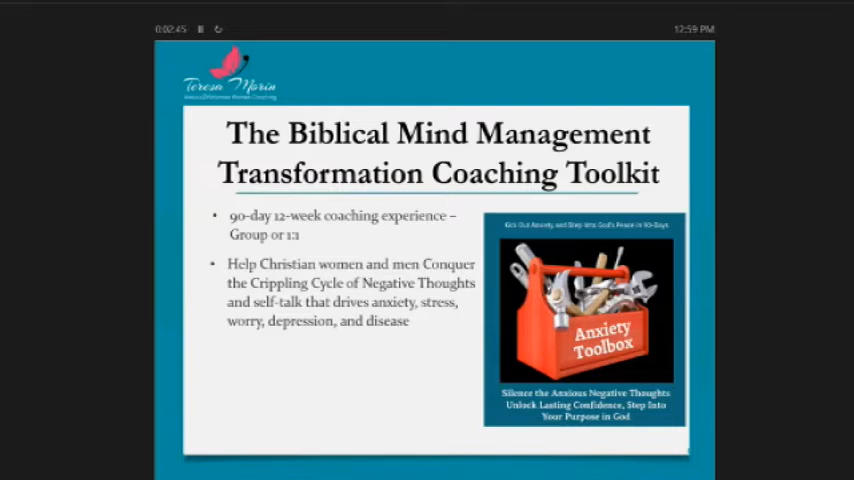 0:02:45
12:59 PM
Teresa Morin
The Biblical Mind Management
Transformation Coaching Toolkit
• 90-day 12-week coaching experience –
Group or 1:1
• Help Christian women and men Conquer
the Crippling Cycle of Negative Thoughts
and self-talk that drives anxiety, stress,
worry, depression, and disease
Kick Out Anxiety, and Step into God's Peace in 90-Days
Anxiety
Toolbox
Silence the Anxious Negative Thoughts
Unlock Lasting Confidence, Step Into
Your Purpose in God